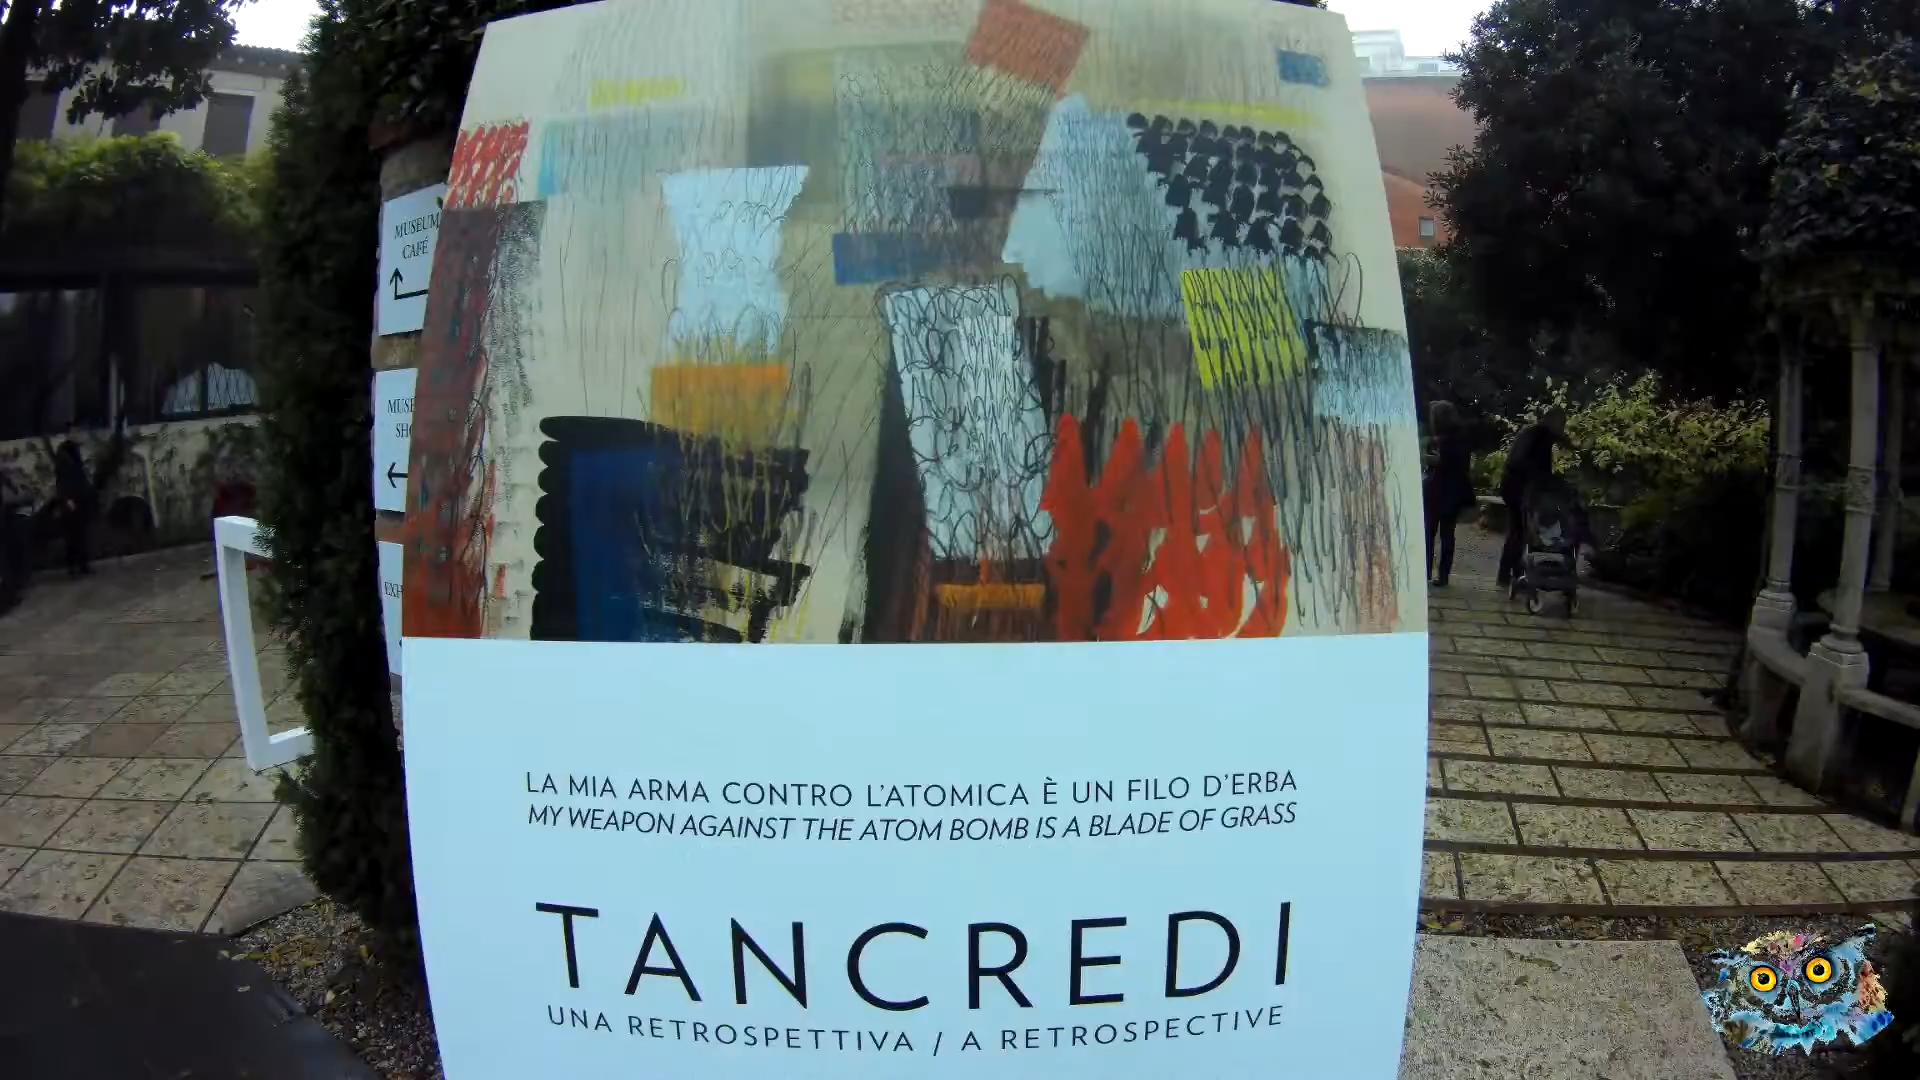 MUSEUM
CAFÉ
LA MIA ARMA CONTRO L'ATOMICA È UN FILO D'ERBA
MY WEAPON AGAINST THE ATOM BOMB IS A BLADE OF GRASS
TANCREDI
UNA RETROSPETTIVA / A RETROSPECTIVE